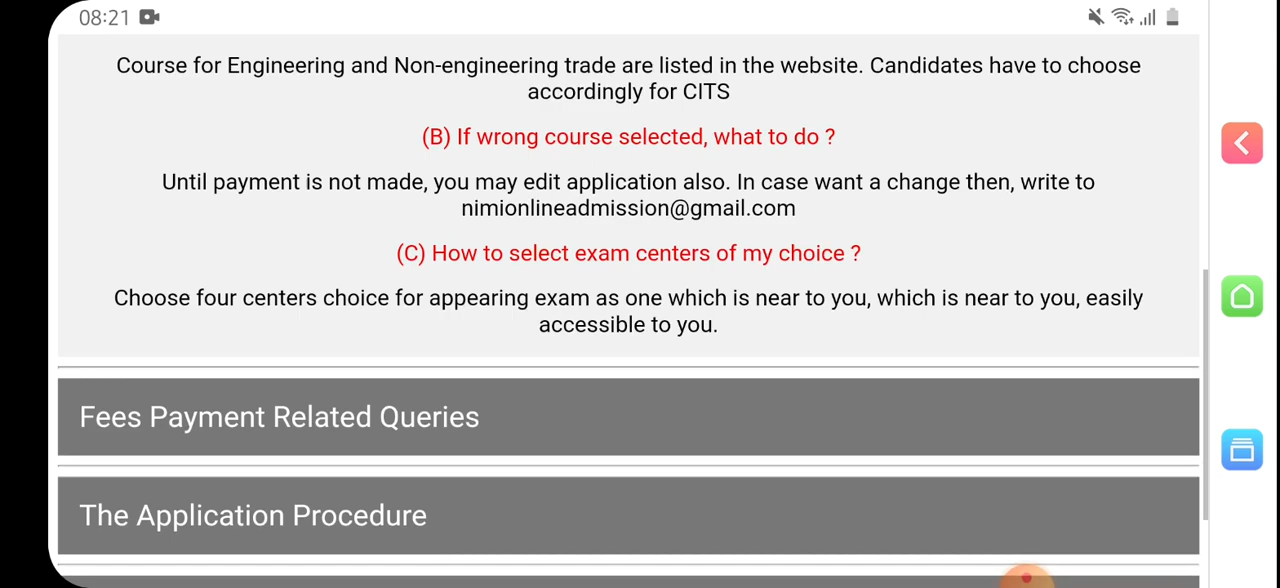 08:21
Course for Engineering and Non-engineering trade are listed in the website. Candidates have to choose
accordingly for CITS
(B) If wrong course selected, what to do ?
Until payment is not made, you may edit application also. In case want a change then, write to
nimionlineadmission@gmail.com
(C) How to select exam centers of my choice ?
Choose four centers choice for appearing exam as one which is near to you, which is near to you, easily
accessible to you.
Fees Payment Related Queries
The Application Procedure